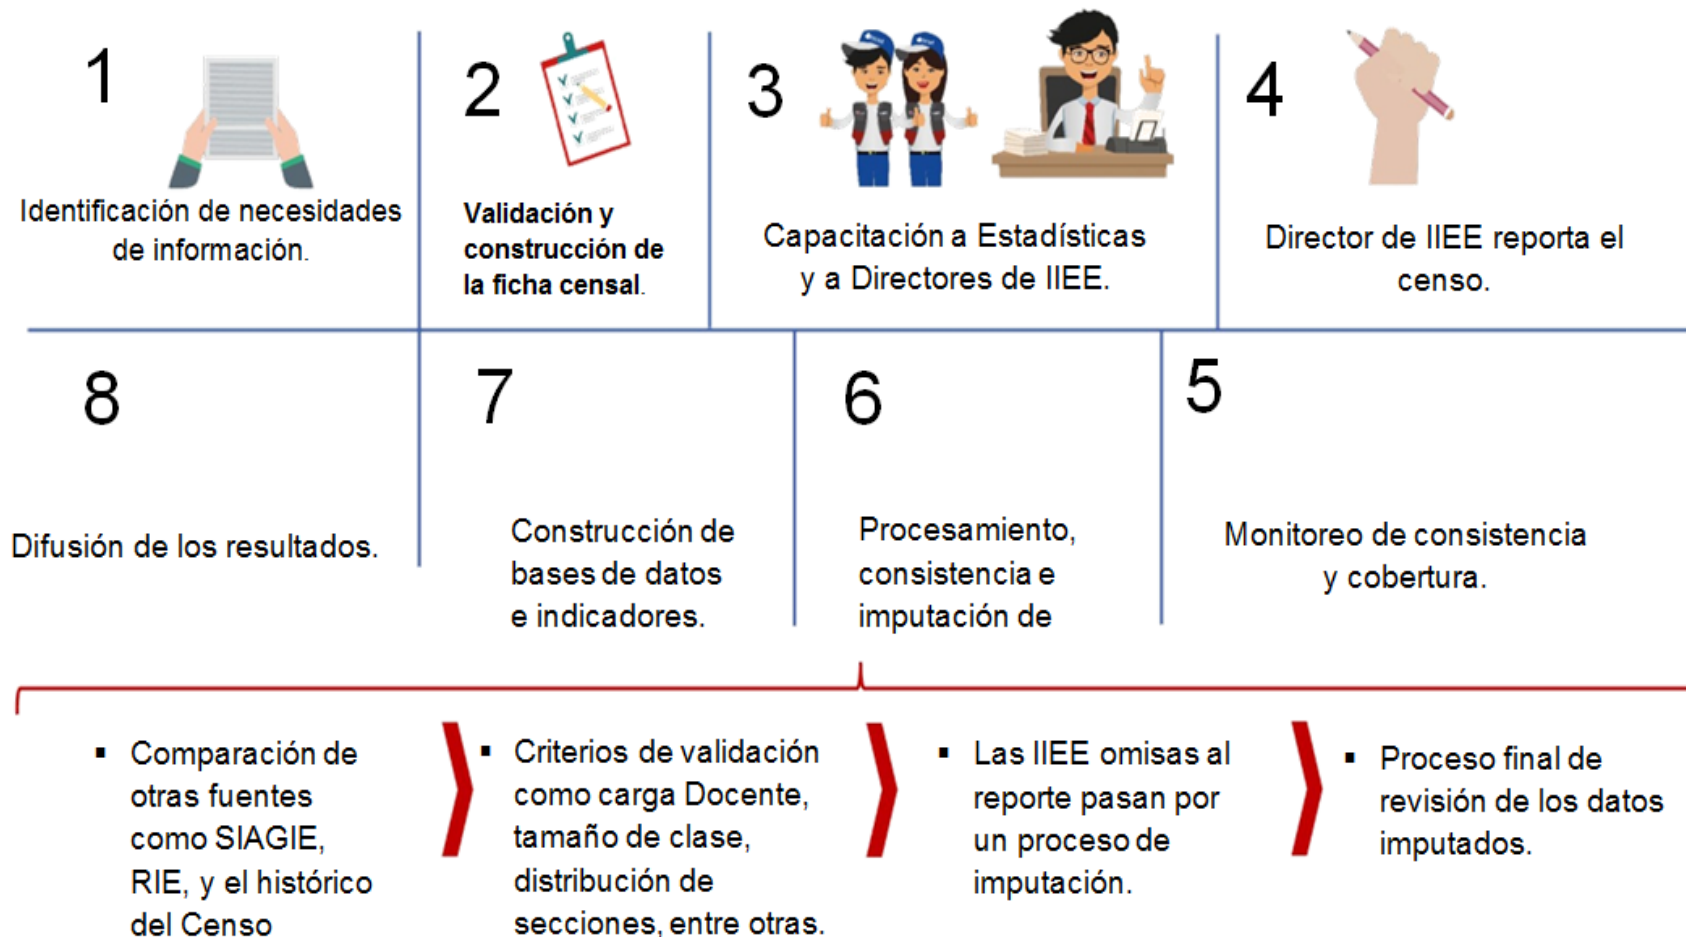 1
Identificación de necesidades
de información.
2
Validación y
construcción de
la ficha censal.
3
Capacitación a Estadísticas
y a Directores de IIEE.
4
Director de IIEE reporta el
censo.
8
Difusión de los resultados.
7
Construcción de
bases de datos
e indicadores.
6
Procesamiento,
consistencia e
imputación de
5
Monitoreo de consistencia
y cobertura.
▪ Comparación de
otras fuentes
como SIAGIE,
RIE, y el histórico
del Censo
▪ Criterios de validación
como carga Docente,
tamaño de clase,
distribución de
secciones, entre otras.
▪ Las IIEE omisas al
reporte pasan por
un proceso de
imputación.
▪ Proceso final de
revisión de los datos
imputados.